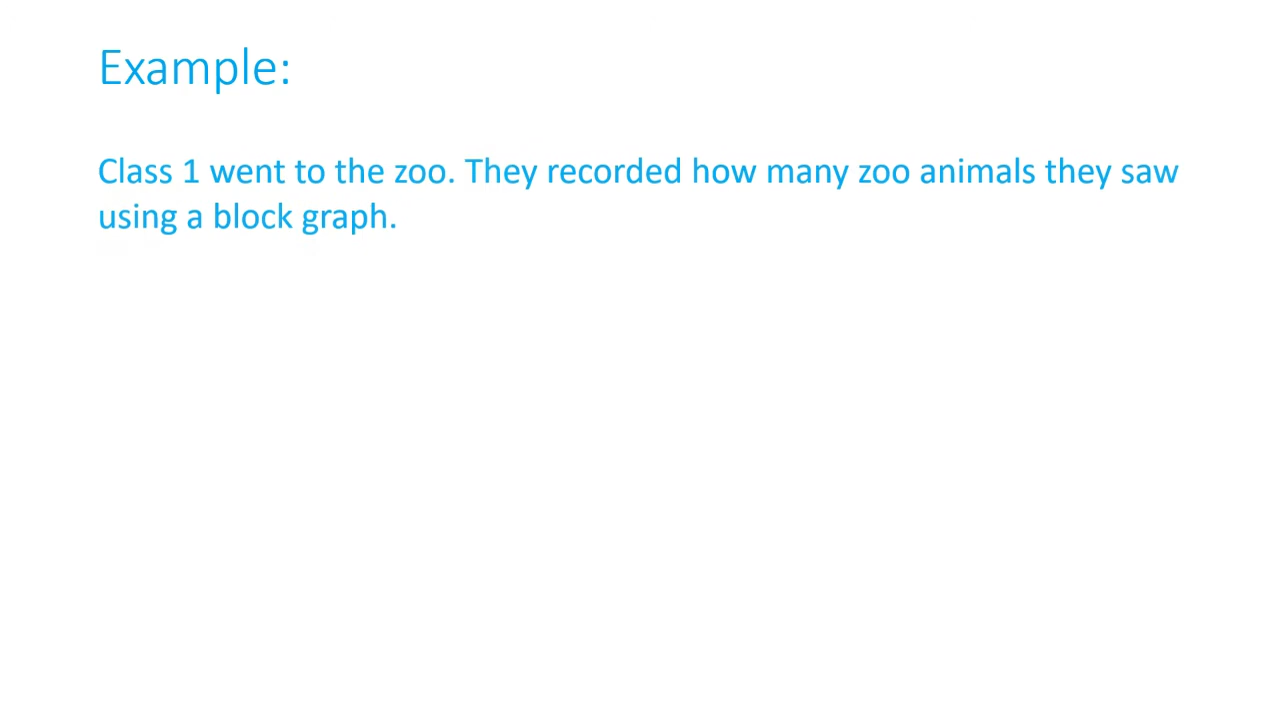 Example:
Class 1 went to the zoo. They recorded how many zoo animals they saw
using a block graph.